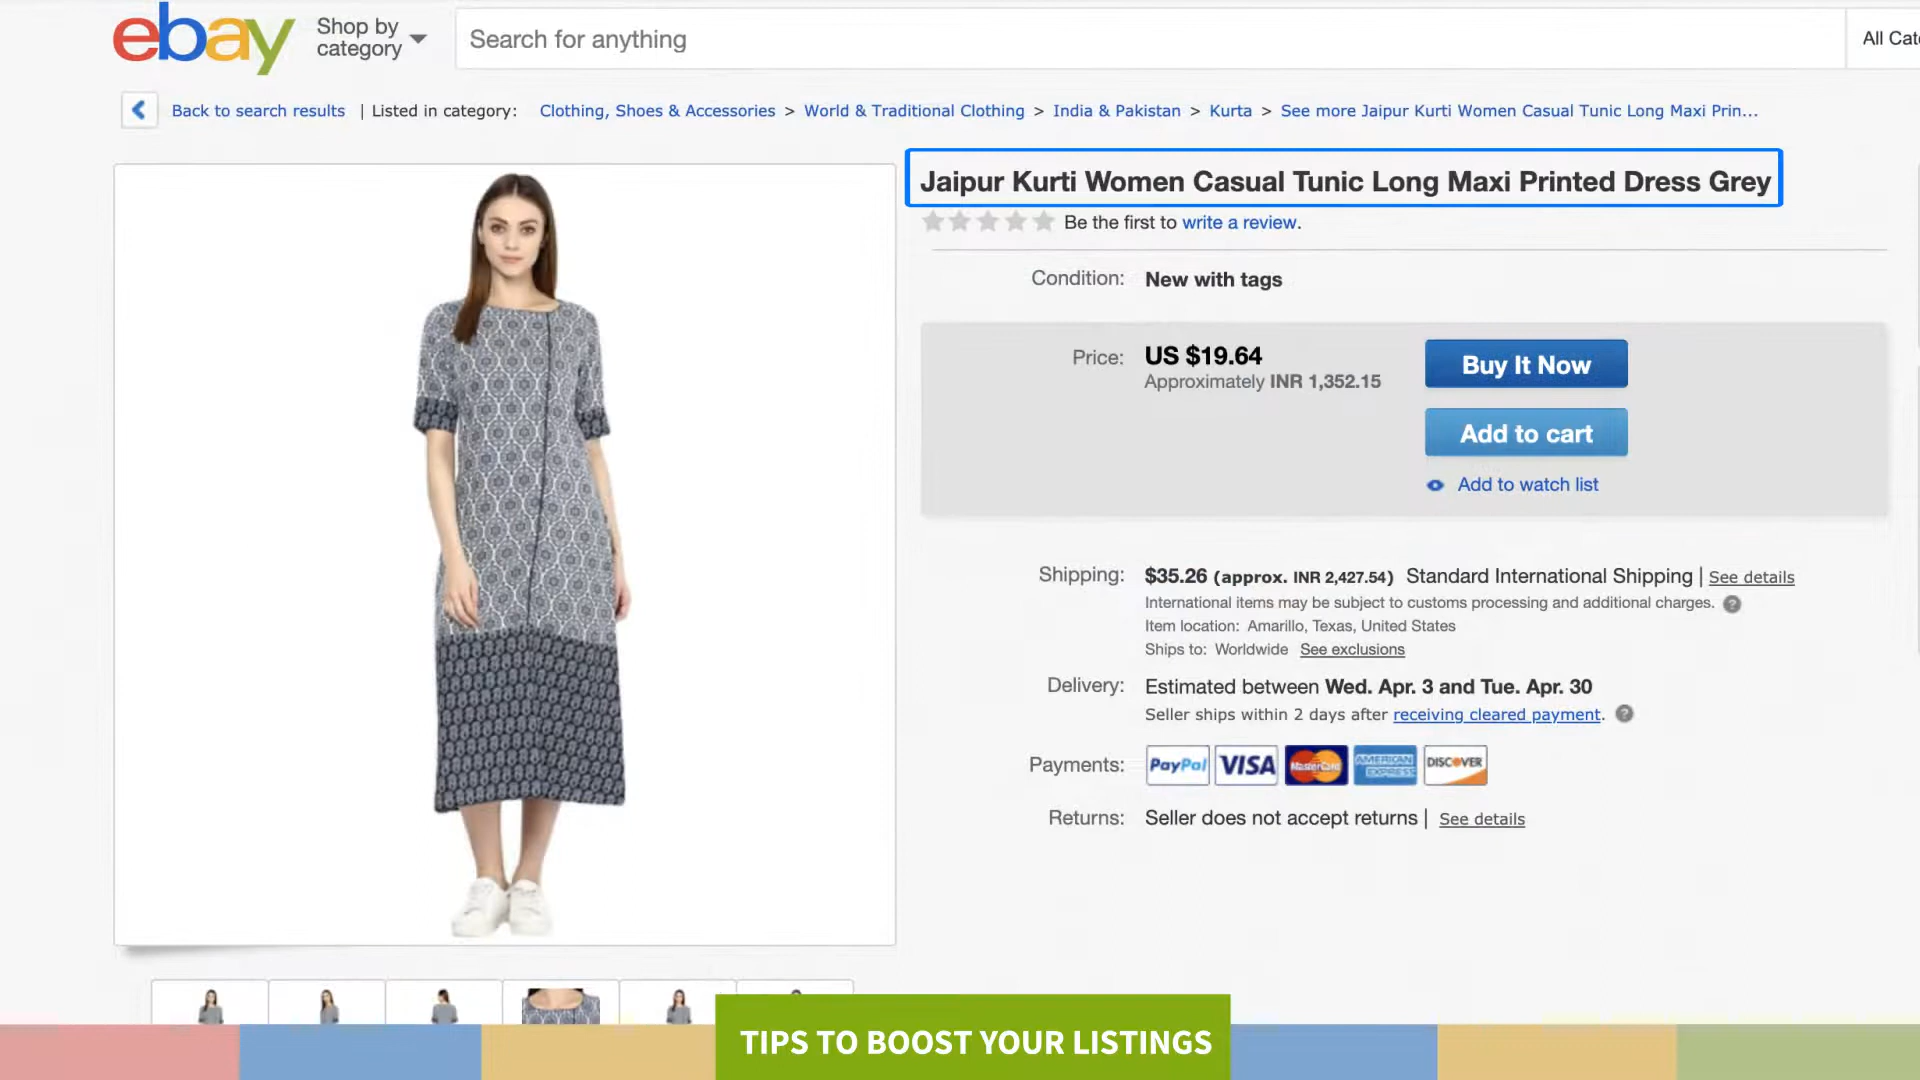 ebay
Shop by
category
Search for anything
All Cat
Back to search results | Listed in category: Clothing, Shoes & Accessories > World & Traditional Clothing > India & Pakistan > Kurta > See more Jaipur Kurti Women Casual Tunic Long Maxi Prin...
Jaipur Kurti Women Casual Tunic Long Maxi Printed Dress Grey
Be the first to write a review.
Condition: New with tags
Price: US $19.64
Approximately INR 1,352.15
Buy It Now
Add to cart
Add to watch list
Shipping: $35.26 (approx. INR 2,427.54) Standard International Shipping | See details
International items may be subject to customs processing and additional charges. ?
Item location: Amarillo, Texas, United States
Ships to: Worldwide See exclusions
Delivery: Estimated between Wed. Apr. 3 and Tue. Apr. 30
Seller ships within 2 days after receiving cleared payment. ?
Payments: PayPal VISA MasterCard AMERICAN EXPRESS DISCOVER
Returns: Seller does not accept returns | See details
TIPS TO BOOST YOUR LISTINGS